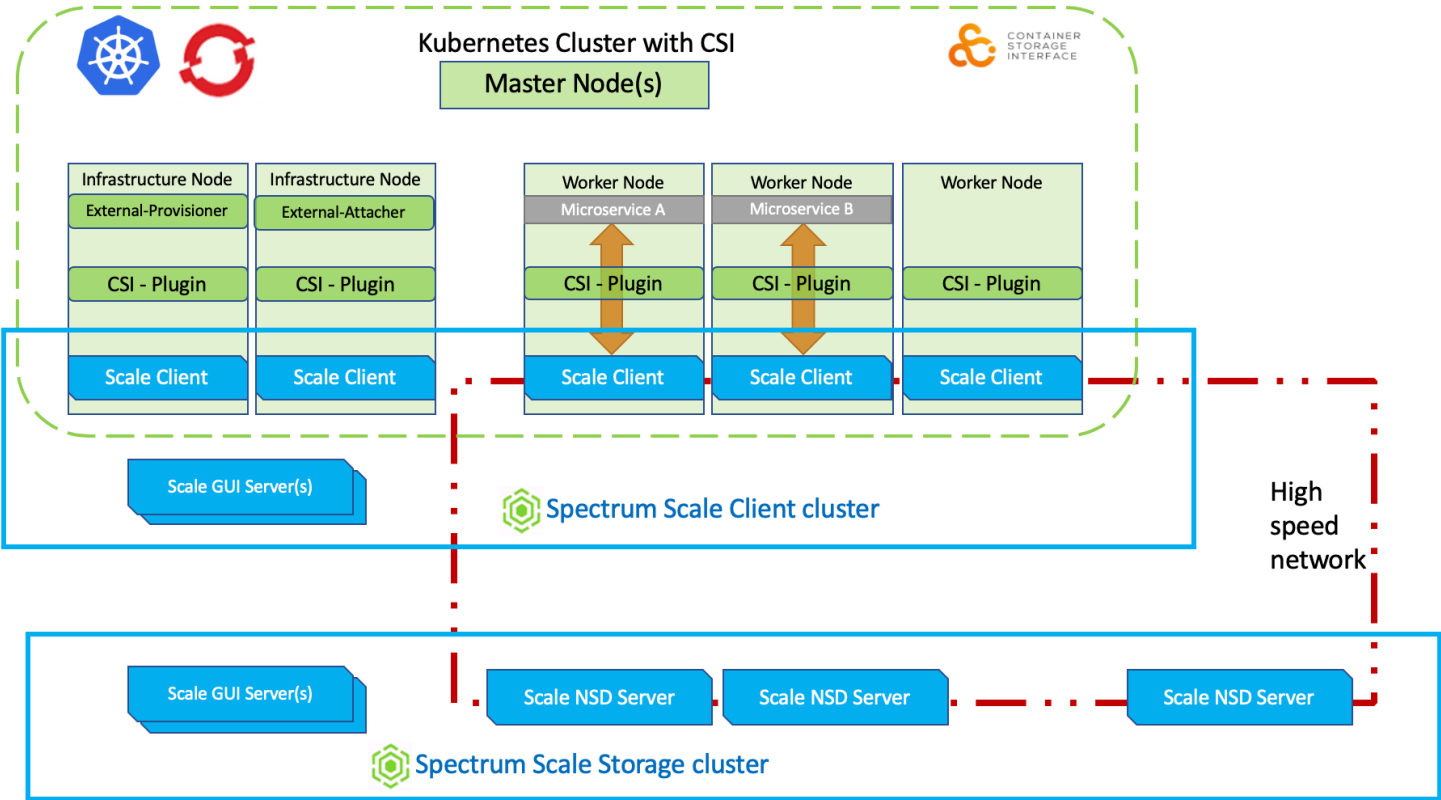 Kubernetes Cluster with CSI
CONTAINER
STORAGE
INTERFACE
Master Node(s)
Infrastructure Node
External-Provisioner
CSI - Plugin
Scale Client
Infrastructure Node
External-Attacher
CSI - Plugin
Scale Client
Worker Node
Microservice A
CSI - Plugin
Scale Client
Worker Node
Microservice B
CSI - Plugin
Scale Client
Worker Node
CSI - Plugin
Scale Client
Scale GUI Server(s)
Spectrum Scale Client cluster
High
speed
network
Scale GUI Server(s)
Scale NSD Server
Scale NSD Server
Scale NSD Server
Spectrum Scale Storage cluster